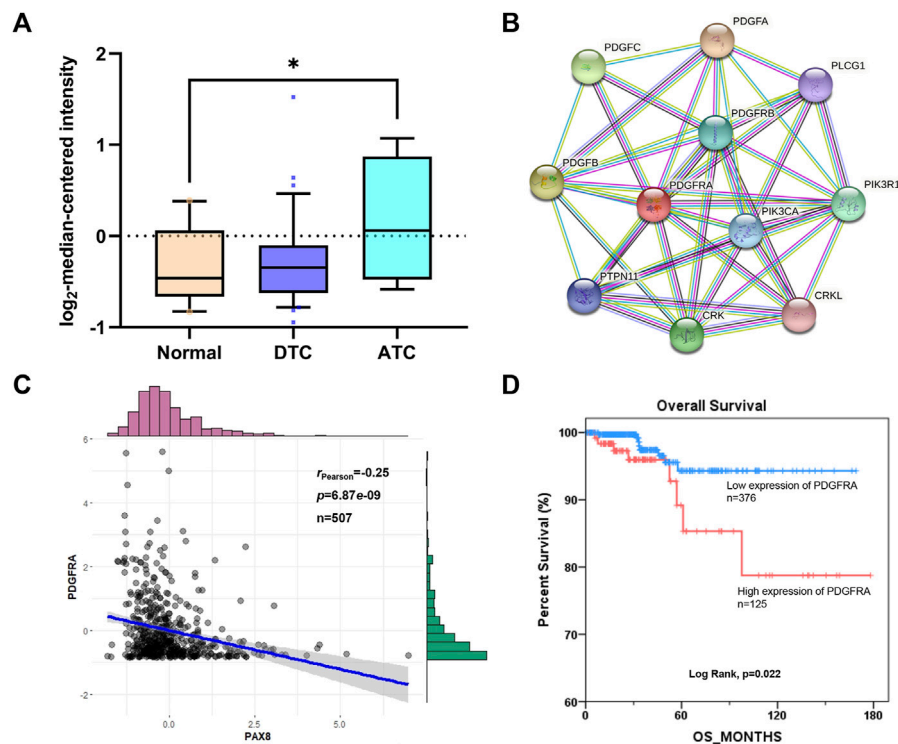 A
log2-median-centered intensity
2
1
0
-1
*
Normal
DTC
ATC
B
PDGFA
PDGFC
PLCG1
PDGFRB
PDGFB
PDGFRA
PIK3R1
PIK3CA
PTPN11
CRKL
CRK
C
PDGFRA
6
4
2
0
-2
rPearson=-0.25
p=6.87e-09
n=507
0.0
2.5
5.0
PAX8
D
Overall Survival
Percent Survival (%)
100
90
80
70
60
Low expression of PDGFRA
n=376
High expression of PDGFRA
n=125
Log Rank, p=0.022
0
60
120
180
OS_MONTHS